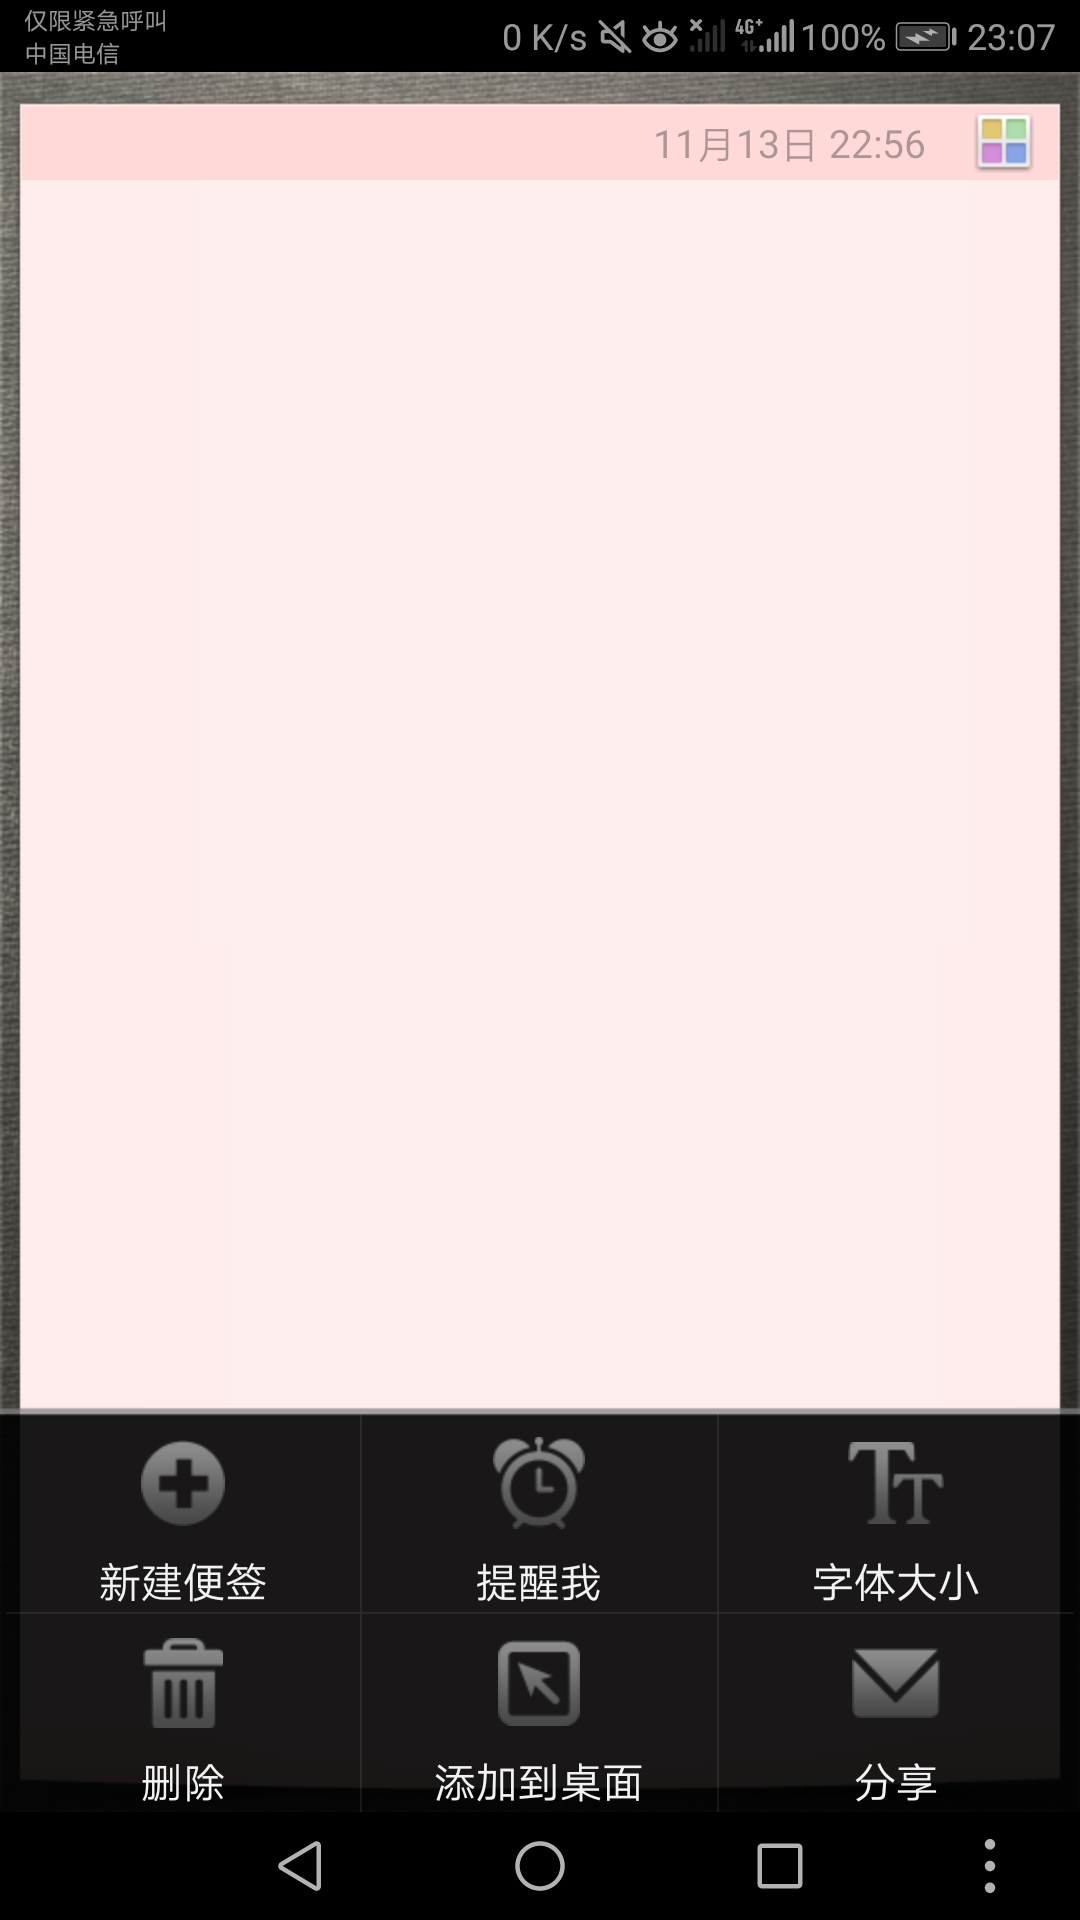 仅限紧急呼叫
中国电信
0 K/s 4G+ 100% 23:07
11月13日 22:56
新建便签 提醒我 字体大小
删除 添加到桌面 分享